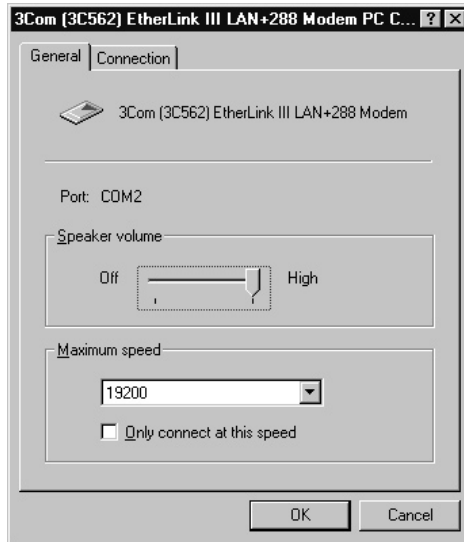 3Com (3C562) EtherLink III LAN+288 Modem PC C... ? X
General Connection
3Com (3C562) EtherLink III LAN+288 Modem
Port: COM2
Speaker volume
Off High
Maximum speed
19200
Only connect at this speed
OK Cancel